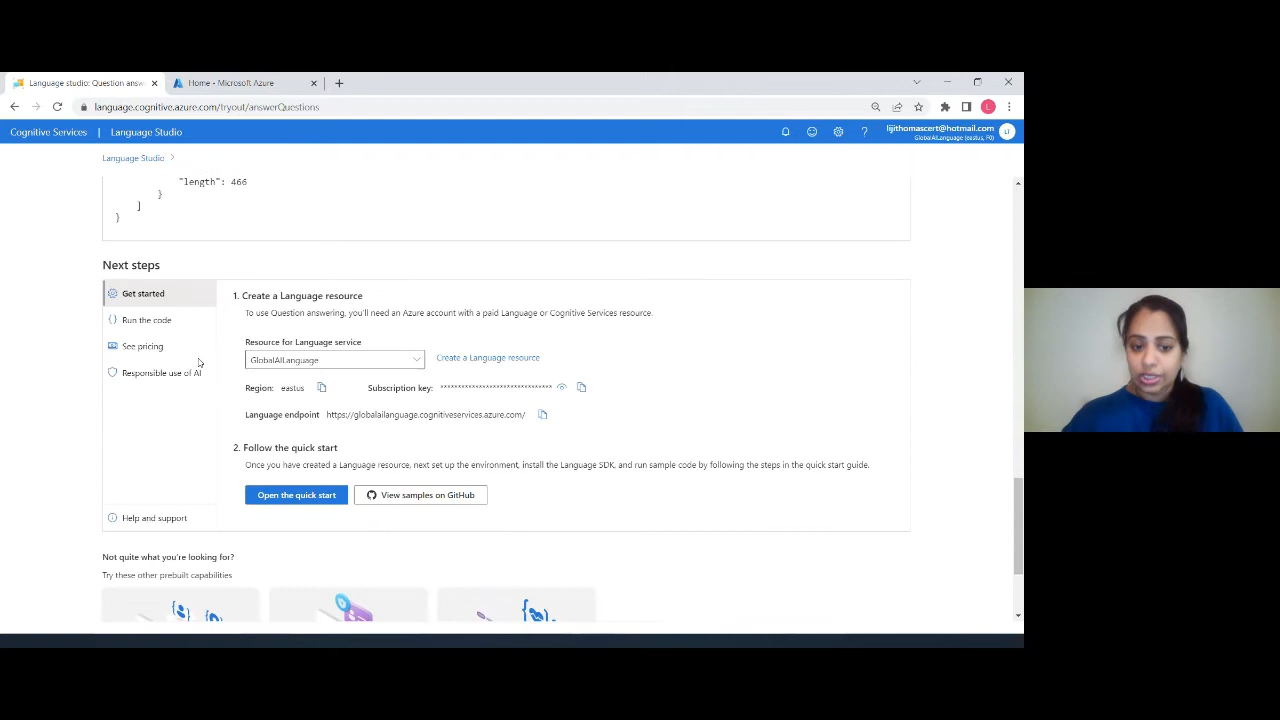 Language studio: Question answ
Home - Microsoft Azure
language.cognitive.azure.com/tryout/answerQuestions
L
Cognitive Services | Language Studio
lijithomascert@hotmail.com
GlobalAILanguage (eastus, F0)
LT
Language Studio
"length": 466
}
]
}
Next steps
Get started
Run the code
See pricing
Responsible use of AI
Help and support
1. Create a Language resource
To use Question answering, you'll need an Azure account with a paid Language or Cognitive Services resource.
Resource for Language service
GlobalAILanguage
Create a Language resource
Region: eastus
Subscription key: ********************************
Language endpoint https://globalailanguage.cognitiveservices.azure.com/
2. Follow the quick start
Once you have created a Language resource, next set up the environment, install the Language SDK, and run sample code by following the steps in the quick start guide.
Open the quick start
View samples on GitHub
Not quite what you're looking for?
Try these other prebuilt capabilities